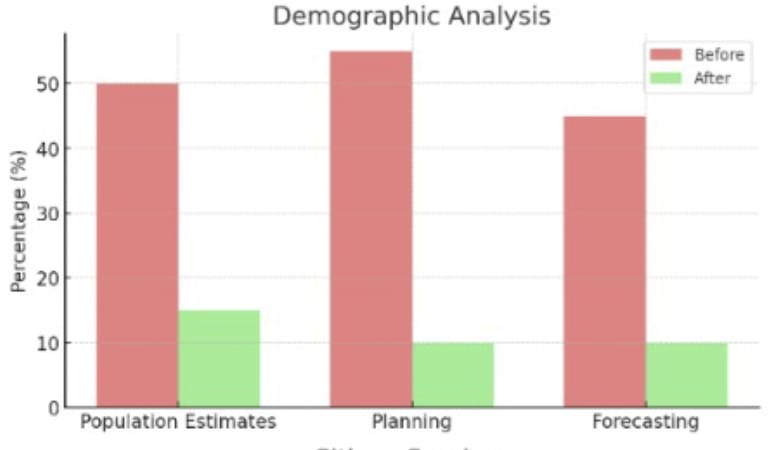 Demographic Analysis
Before
After
Percentage (%)
50
40
30
20
10
0
Population Estimates
Planning
Forecasting